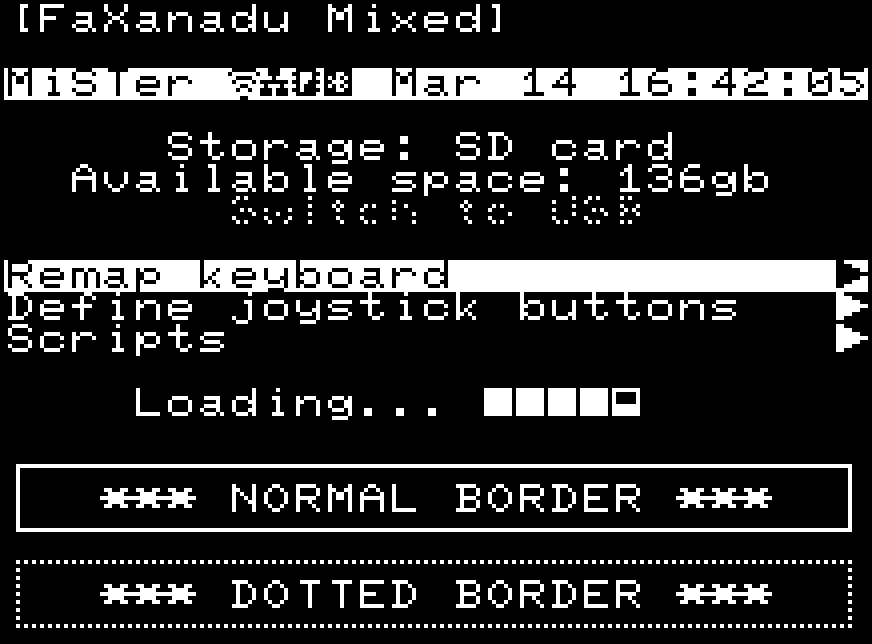 [FaXanadu Mixed]
MiSTer Mar 14 16:42:05
Storage: SD card
Available space: 136gb
Switch to USB
Remap keyboard
Define joystick buttons
Scripts
Loading...
*** NORMAL BORDER ***
*** DOTTED BORDER ***